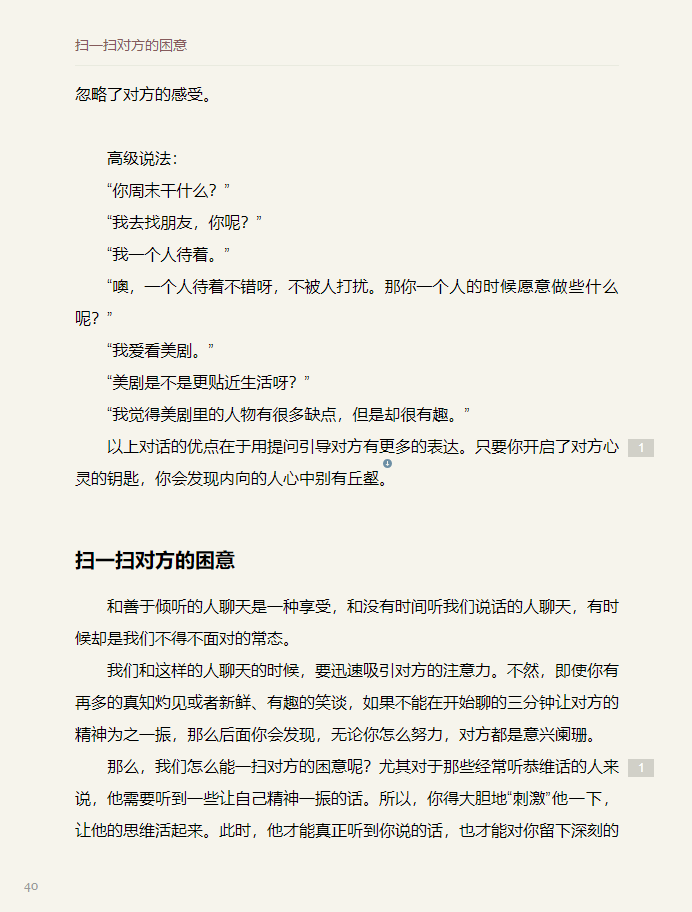 扫一扫对方的困意
忽略了对方的感受。
高级说法：
“你周末干什么？”
“我去找朋友，你呢？”
“我一个人待着。”
“噢，一个人待着不错呀，不被人打扰。那你一个人的时候愿意做些什么
呢？”
“我爱看美剧。”
“美剧是不是更贴近生活呀？”
“我觉得美剧里的人物有很多缺点，但是却很有趣。”
以上对话的优点在于用提问引导对方有更多的表达。只要你开启了对方心
1
灵的钥匙，你会发现内向的人心中别有丘壑。
扫一扫对方的困意
和善于倾听的人聊天是一种享受，和没有时间听我们说话的人聊天，有时
候却是我们不得不面对的常态。
我们和这样的人聊天的时候，要迅速吸引对方的注意力。不然，即使你有
再多的真知灼见或者新鲜、有趣的笑谈，如果不能在开始聊的三分钟让对方的
精神为之一振，那么后面你会发现，无论你怎么努力，对方都是意兴阑珊。
那么，我们怎么能一扫对方的困意呢？尤其对于那些经常听恭维话的人来
1
说，他需要听到一些让自己精神一振的话。所以，你得大胆地“刺激”他一下，
让他的思维活起来。此时，他才能真正听到你说的话，也才能对你留下深刻的
40